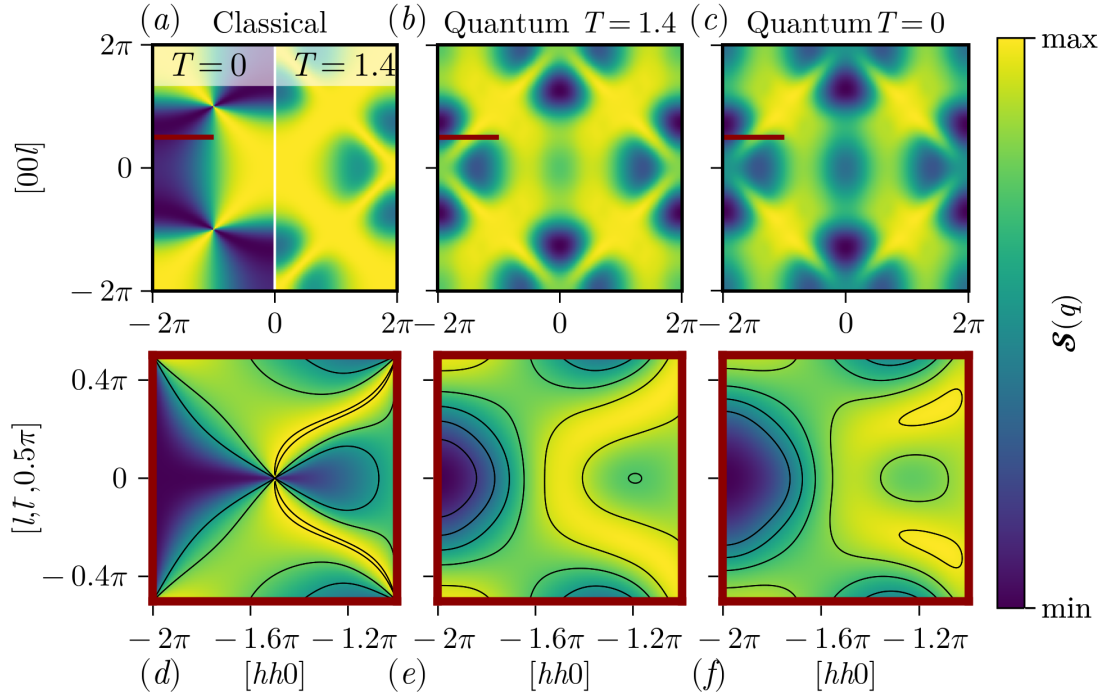 (a) Classical (b) Quantum T = 1.4 (c) Quantum T = 0
2π
T = 0 T = 1.4
[00l]
0
−2π
−2π 0 2π −2π 0 2π −2π 0 2π
max
S(q)
min
0.4π
[l,l̄,0.5π]
0
−0.4π
−2π −1.6π −1.2π −2π −1.6π −1.2π −2π −1.6π −1.2π
(d) [hh0] (e) [hh0] (f) [hh0]